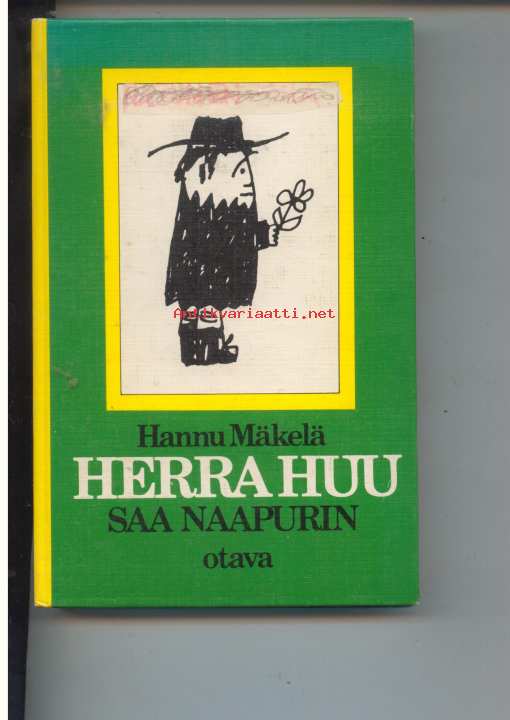 Antikvariaatti.net
Hannu Mäkelä
HERRA HUU
SAA NAAPURIN
otava